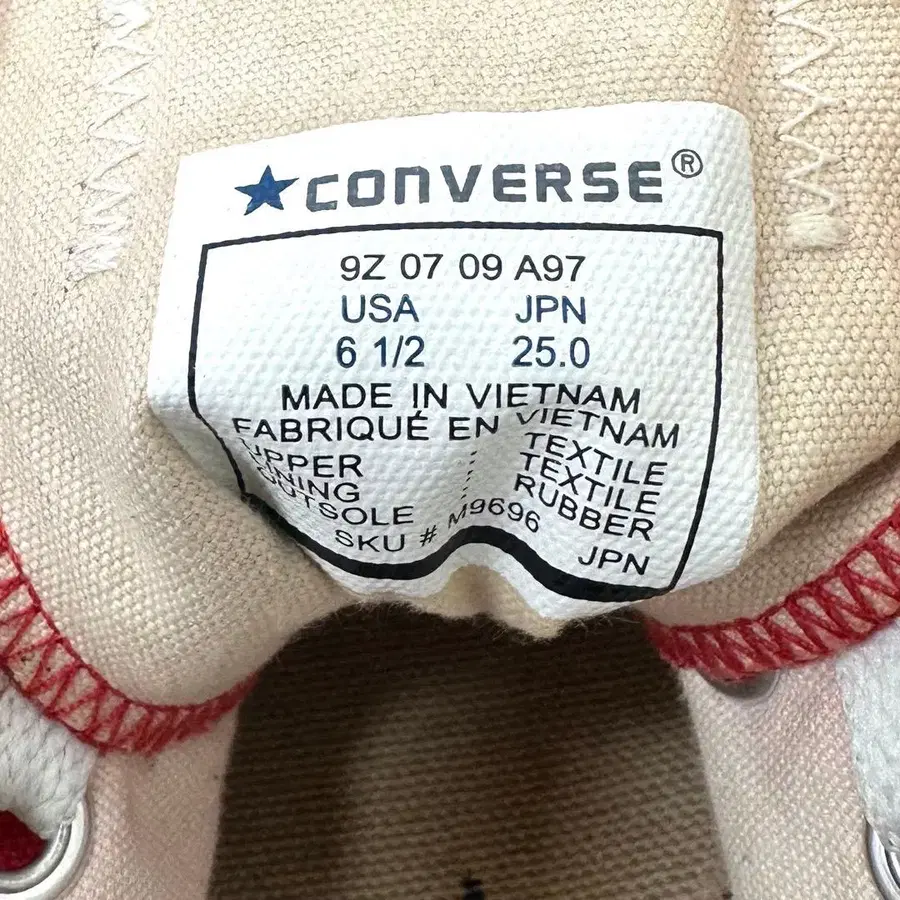 CONVERSE®
9Z 07 09 A97
USA JPN
6 1/2 25.0
MADE IN VIETNAM
FABRIQUÉ EN VIETNAM
UPPER : TEXTILE
LINING : TEXTILE
OUTSOLE : RUBBER
SKU # M9696
JPN